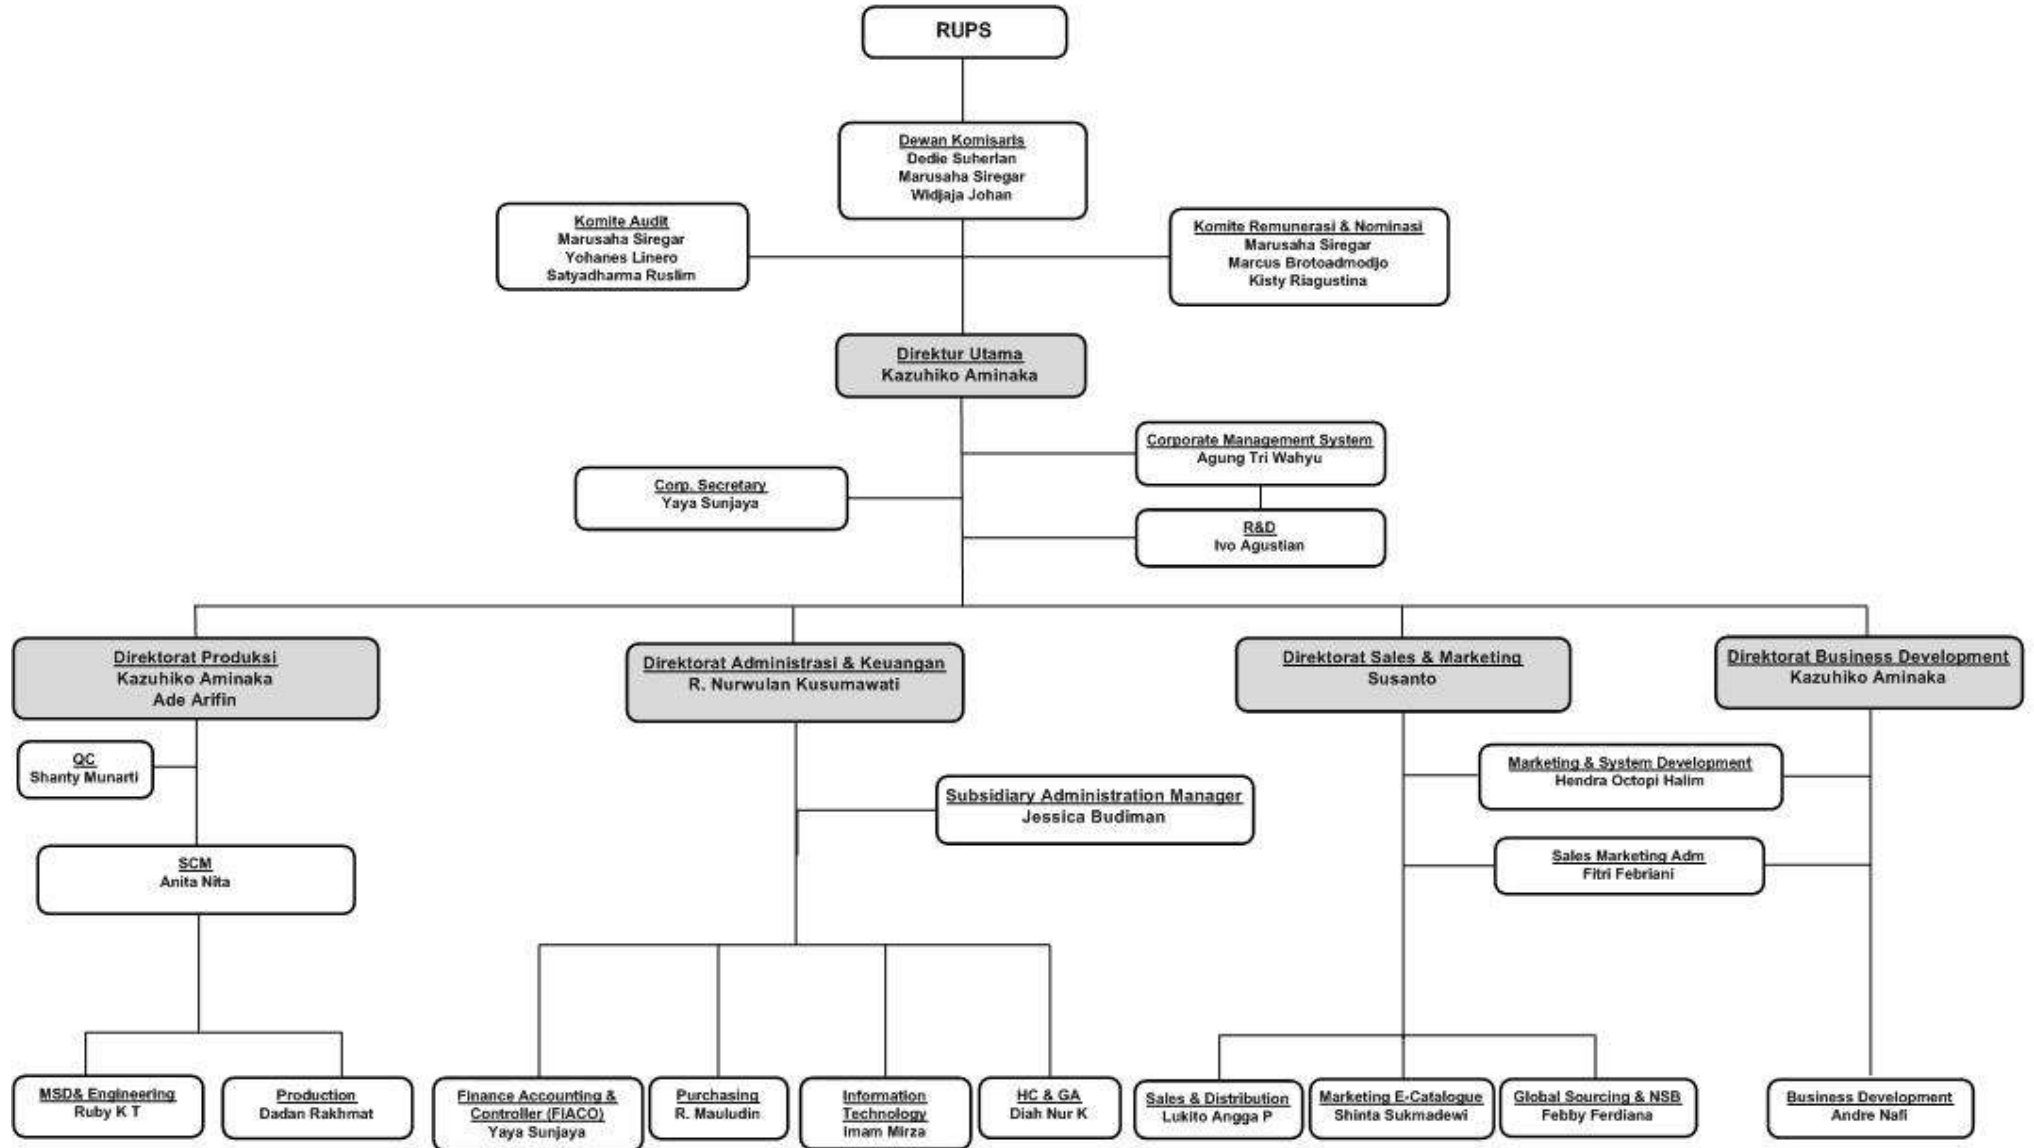 RUPS
Dewan Komisaris
Dedie Suherlan
Marusaha Siregar
Widjaja Johan
Komite Audit
Marusaha Siregar
Yohanes Linero
Satyadharma Ruslim
Komite Remunerasi & Nominasi
Marusaha Siregar
Marcus Brotoadmodjo
Kisty Riagustina
Direktur Utama
Kazuhiko Aminaka
Corporate Management System
Agung Tri Wahyu
Corp. Secretary
Yaya Sunjaya
R&D
Ivo Agustian
Direktorat Produksi
Kazuhiko Aminaka
Ade Arifin
Direktorat Administrasi & Keuangan
R. Nurwulan Kusumawati
Direktorat Sales & Marketing
Susanto
Direktorat Business Development
Kazuhiko Aminaka
QC
Shanty Munarti
Marketing & System Development
Hendra Octopi Halim
Subsidiary Administration Manager
Jessica Budiman
SCM
Anita Nita
Sales Marketing Adm
Fitri Febriani
MSD& Engineering
Ruby K T
Production
Dadan Rakhmat
Finance Accounting &
Controller (FIACO)
Yaya Sunjaya
Purchasing
R. Mauludin
Information
Technology
Imam Mirza
HC & GA
Diah Nur K
Sales & Distribution
Lukito Angga P
Marketing E-Catalogue
Shinta Sukmadewi
Global Sourcing & NSB
Febby Ferdiana
Business Development
Andre Nafi